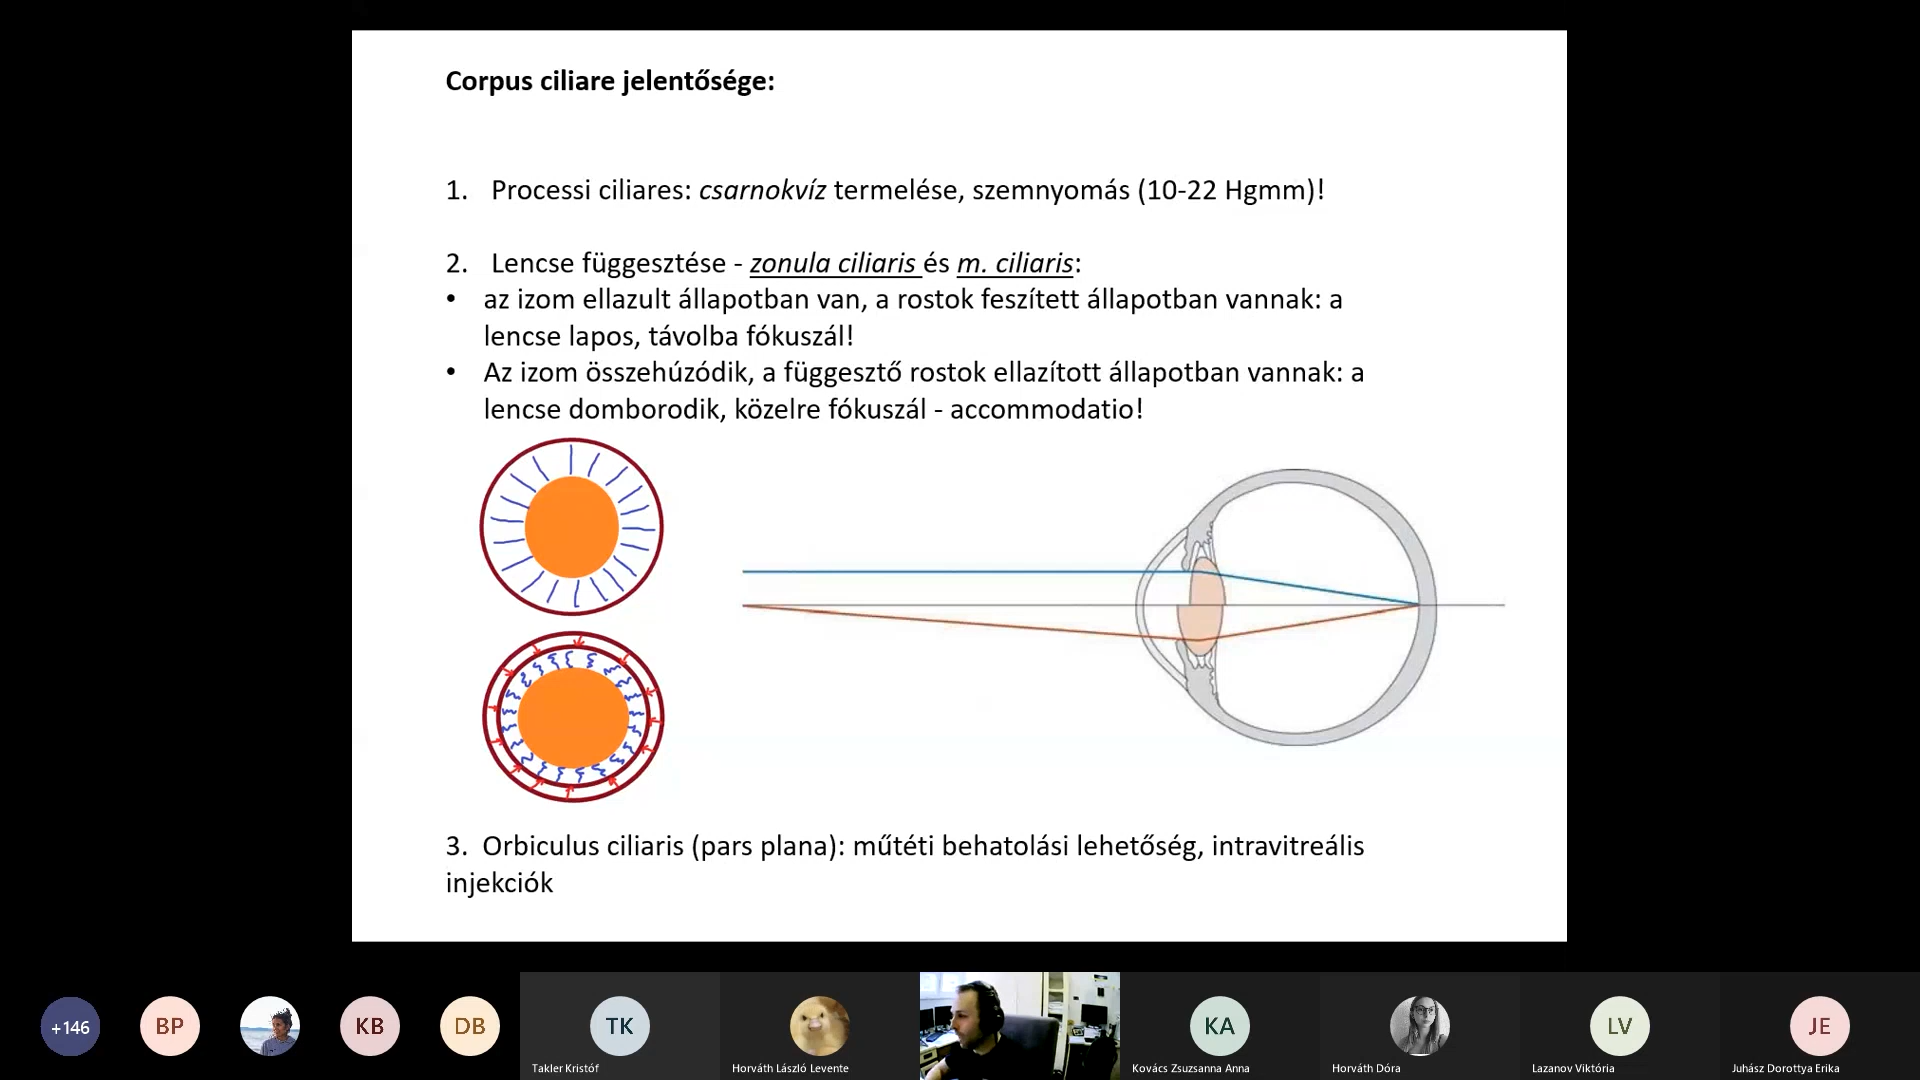 Corpus ciliare jelentősége:
1. Processi ciliares: csarnokvíz termelése, szemnyomás (10-22 Hgmm)!
2. Lencse függesztése - zonula ciliaris és m. ciliaris:
• az izom ellazult állapotban van, a rostok feszített állapotban vannak: a
lencse lapos, távolba fókuszál!
• Az izom összehúzódik, a függesztő rostok ellazított állapotban vannak: a
lencse domborodik, közelre fókuszál - accommodatio!
3. Orbiculus ciliaris (pars plana): műtéti behatolási lehetőség, intravitreális
injekciók
+146
BP
KB
DB
TK
KA
LV
JE
Takler Kristóf
Horváth László Levente
Kovács Zsuzsanna Anna
Horváth Dóra
Lazanov Viktória
Juhász Dorottya Erika